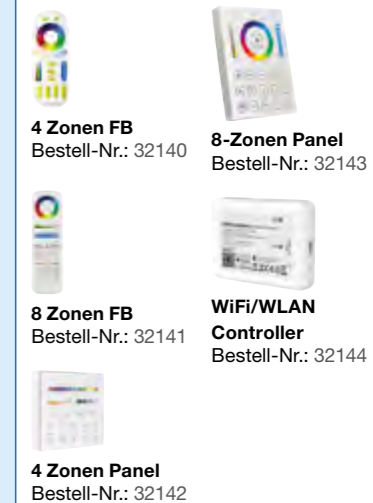 4 Zonen FB
Bestell-Nr.: 32140
8 Zonen FB
Bestell-Nr.: 32141
4 Zonen Panel
Bestell-Nr.: 32142
8-Zonen Panel
Bestell-Nr.: 32143
WiFi/WLAN
Controller
Bestell-Nr.: 32144